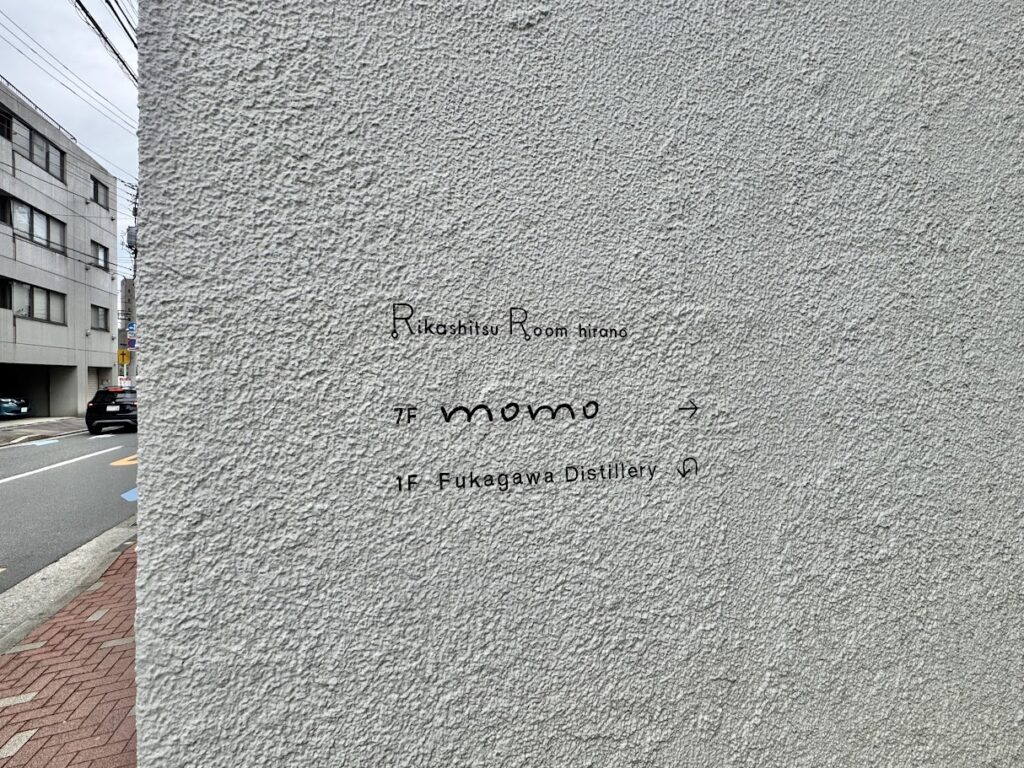 Rikashitsu Room hirano
7F momo →
1F Fukagawa Distillery